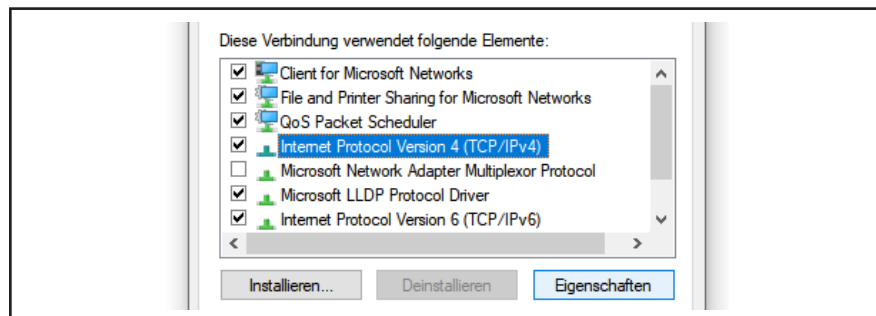 Diese Verbindung verwendet folgende Elemente:
Client for Microsoft Networks
File and Printer Sharing for Microsoft Networks
QoS Packet Scheduler
Internet Protocol Version 4 (TCP/IPv4)
Microsoft Network Adapter Multiplexor Protocol
Microsoft LLDP Protocol Driver
Internet Protocol Version 6 (TCP/IPv6)
Installieren... Deinstallieren Eigenschaften